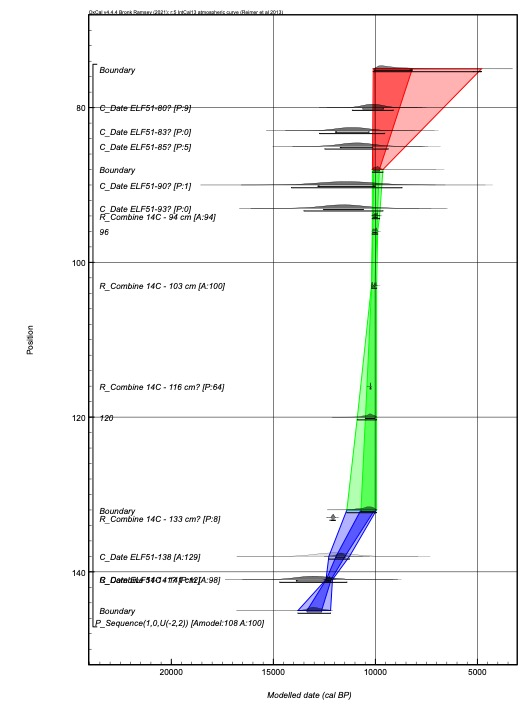 OxCal v4.4.4 Bronk Ramsey (2021); r:5 IntCal13 atmospheric curve (Reimer et al 2013)
Boundary
80
C_Date ELF51-80? [P:9]
C_Date ELF51-83? [P:0]
C_Date ELF51-85? [P:5]
Boundary
C_Date ELF51-90? [P:1]
C_Date ELF51-93? [P:0]
R_Combine 14C - 94 cm [A:94]
96
100
R_Combine 14C - 103 cm [A:100]
Position
R_Combine 14C - 116 cm? [P:64]
120
120
Boundary
R_Combine 14C - 133 cm? [P:8]
C_Date ELF51-138 [A:129]
140
[A:98]
Boundary
P_Sequence(1,0,U(-2,2)) [Amodel:108 A:100]
20000 15000 10000 5000
Modelled date (cal BP)